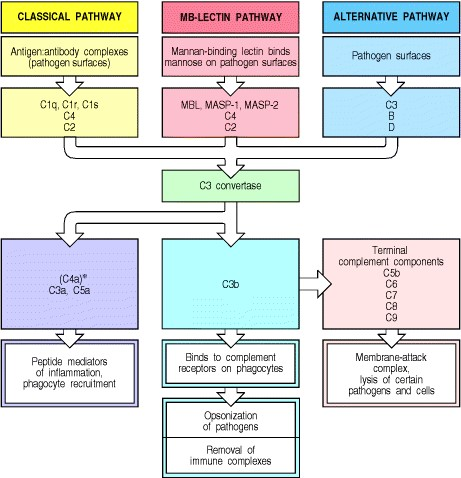 CLASSICAL PATHWAY
MB-LECTIN PATHWAY
ALTERNATIVE PATHWAY
Antigen:antibody complexes
(pathogen surfaces)
Mannan-binding lectin binds
mannose on pathogen surfaces
Pathogen surfaces
C1q, C1r, C1s
C4
C2
MBL, MASP-1, MASP-2
C4
C2
C3
B
D
C3 convertase
(C4a)*
C3a, C5a
C3b
Terminal
complement components
C5b
C6
C7
C8
C9
Peptide mediators
of inflammation,
phagocyte recruitment
Binds to complement
receptors on phagocytes
Membrane-attack
complex,
lysis of certain
pathogens and cells
Opsonization
of pathogens
Removal of
immune complexes